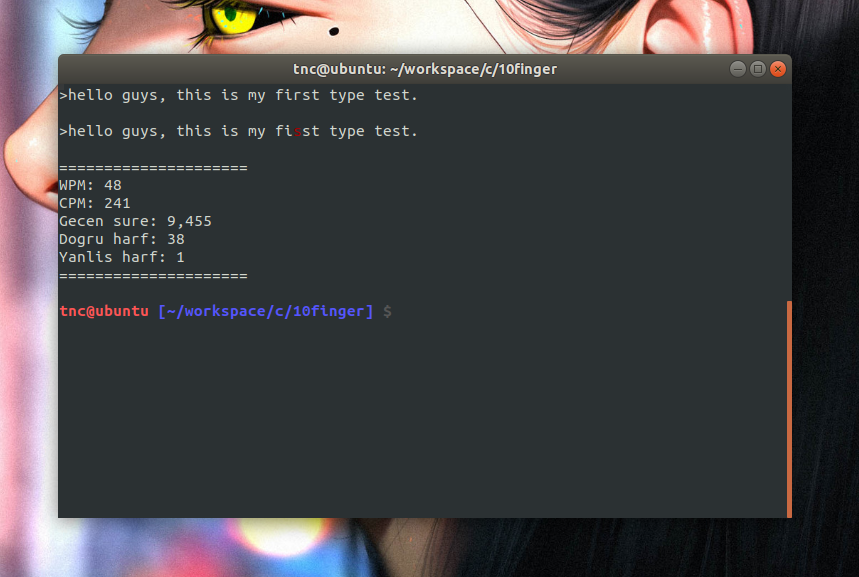 tnc@ubuntu: ~/workspace/c/10finger
>hello guys, this is my first type test.
>hello guys, this is my fisst type test.
=====================
WPM: 48
CPM: 241
Gecen sure: 9,455
Dogru harf: 38
Yanlis harf: 1
=====================
tnc@ubuntu [~/workspace/c/10finger] $